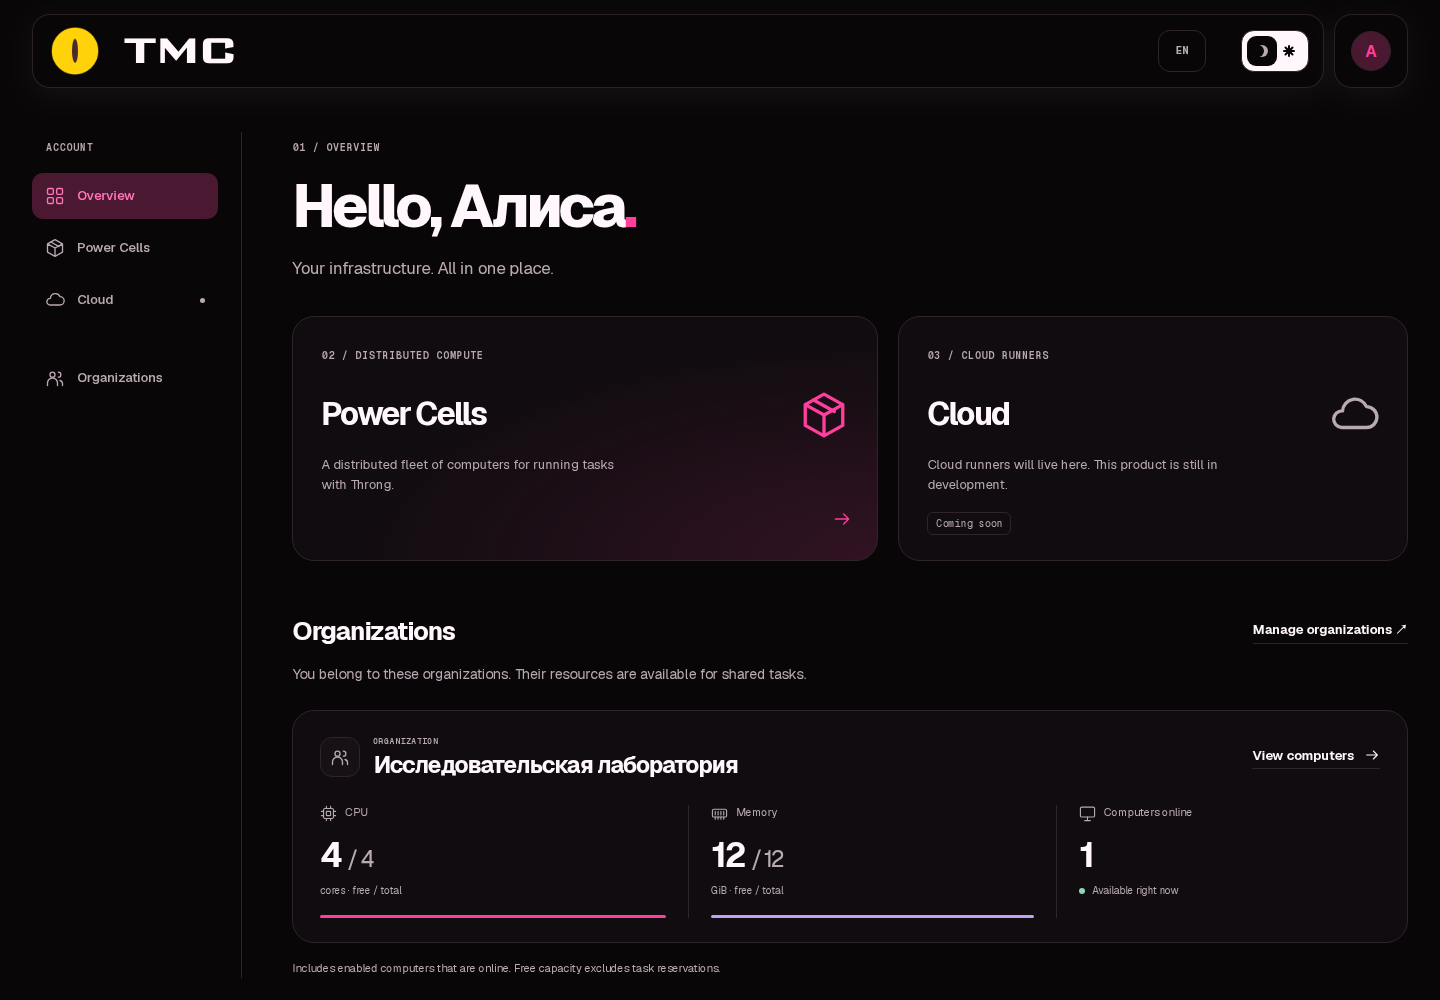 TMC
EN
A
ACCOUNT
Overview
Power Cells
Cloud
Organizations
01 / OVERVIEW
Hello, Алиса.
Your infrastructure. All in one place.
02 / DISTRIBUTED COMPUTE
Power Cells
A distributed fleet of computers for running tasks
with Throng.
03 / CLOUD RUNNERS
Cloud
Cloud runners will live here. This product is still in
development.
Coming soon
Organizations
Manage organizations ↗
You belong to these organizations. Their resources are available for shared tasks.
ORGANIZATION
Исследовательская лаборатория
View computers →
CPU
4 / 4
cores · free / total
Memory
12 / 12
GiB · free / total
Computers online
1
Available right now
Includes enabled computers that are online. Free capacity excludes task reservations.